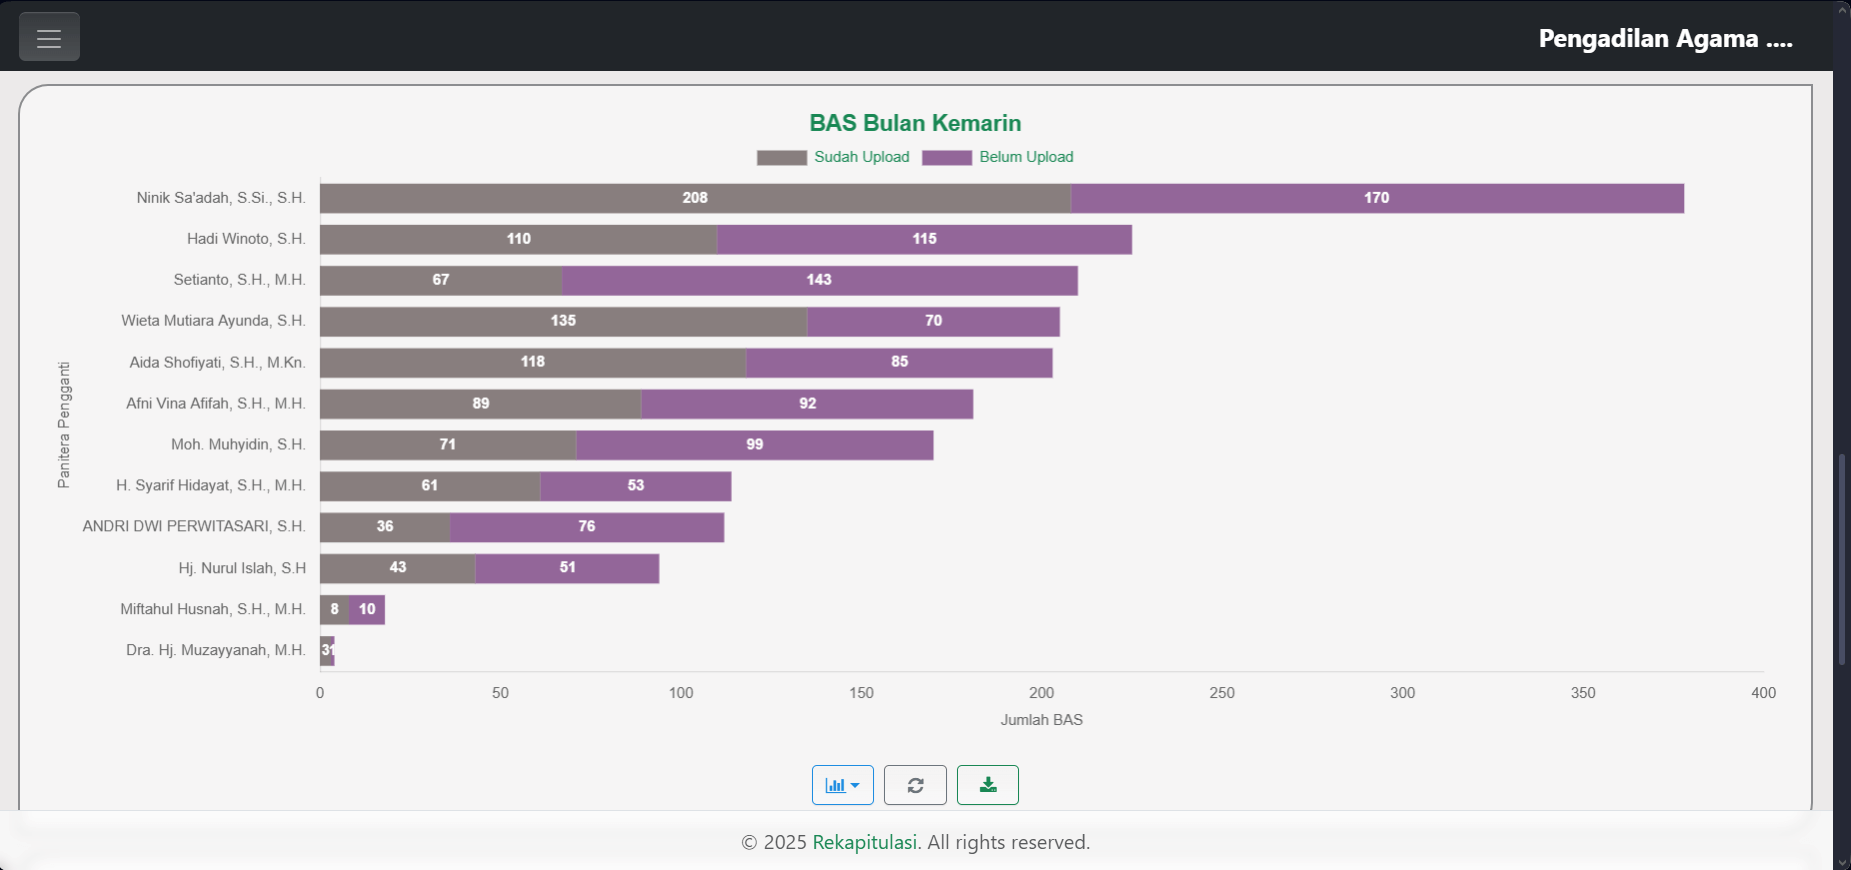 Pengadilan Agama ....
BAS Bulan Kemarin
Sudah Upload Belum Upload
Panitera Pengganti
Ninik Sa'adah, S.Si., S.H. 208 170
Hadi Winoto, S.H. 110 115
Setianto, S.H., M.H. 67 143
Wieta Mutiara Ayunda, S.H. 135 70
Aida Shofiyati, S.H., M.Kn. 118 85
Afni Vina Afifah, S.H., M.H. 89 92
Moh. Muhyidin, S.H. 71 99
H. Syarif Hidayat, S.H., M.H. 61 53
ANDRI DWI PERWITASARI, S.H. 36 76
Hj. Nurul Islah, S.H 43 51
Miftahul Husnah, S.H., M.H. 8 10
Dra. Hj. Muzayyanah, M.H. 3 1
0 50 100 150 200 250 300 350 400
Jumlah BAS
© 2025 Rekapitulasi. All rights reserved.